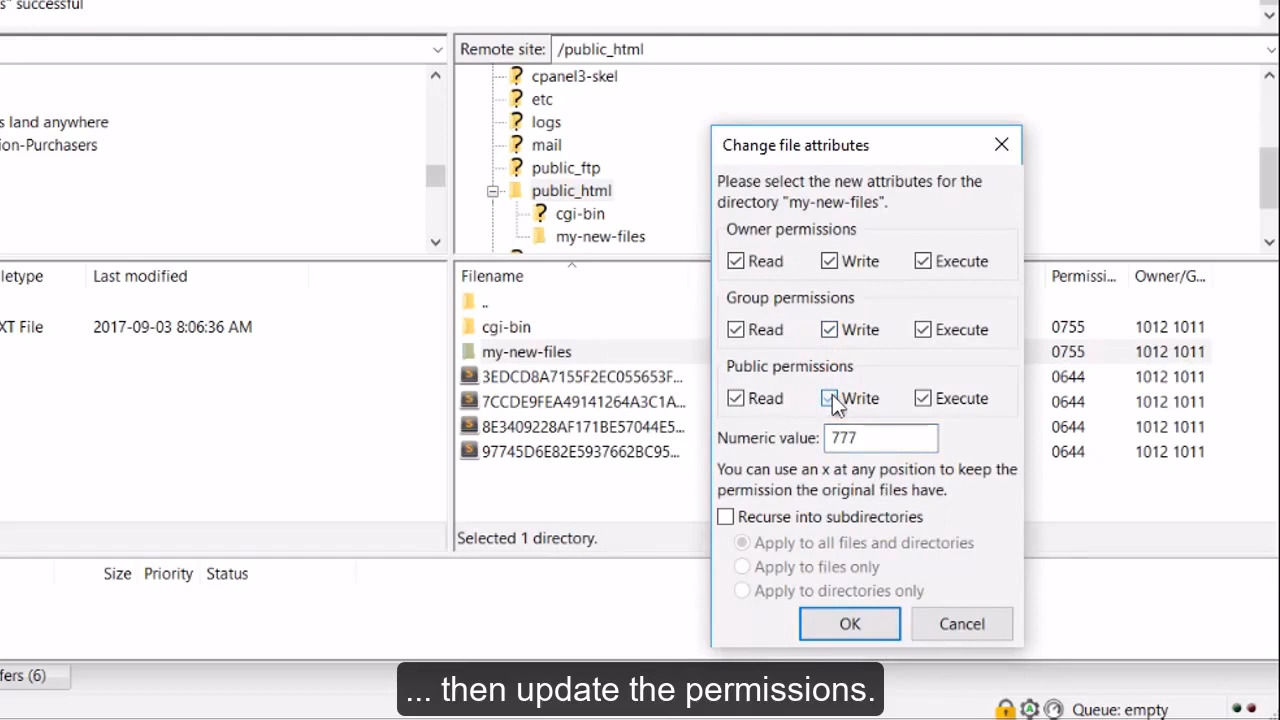 s" successful
Remote site: /public_html
cpanel3-skel
etc
logs
mail
public_ftp
public_html
cgi-bin
my-new-files
s land anywhere
ion-Purchasers
letype Last modified
XT File 2017-09-03 8:06:36 AM
Filename Permissi... Owner/G...
..
cgi-bin 0755 1012 1011
my-new-files 0755 1012 1011
3EDCD8A7155F2EC055653F... 0644 1012 1011
7CCDE9FEA49141264A3C1A... 0644 1012 1011
8E3409228AF171BE57044E5... 0644 1012 1011
97745D6E82E5937662BC95... 0644 1012 1011
Selected 1 directory.
Change file attributes
Please select the new attributes for the
directory "my-new-files".
Owner permissions
Read Write Execute
Group permissions
Read Write Execute
Public permissions
Read Write Execute
Numeric value: 777
You can use an x at any position to keep the
permission the original files have.
Recurse into subdirectories
Apply to all files and directories
Apply to files only
Apply to directories only
OK Cancel
Size Priority Status
fers (6)
... then update the permissions.
Queue: empty